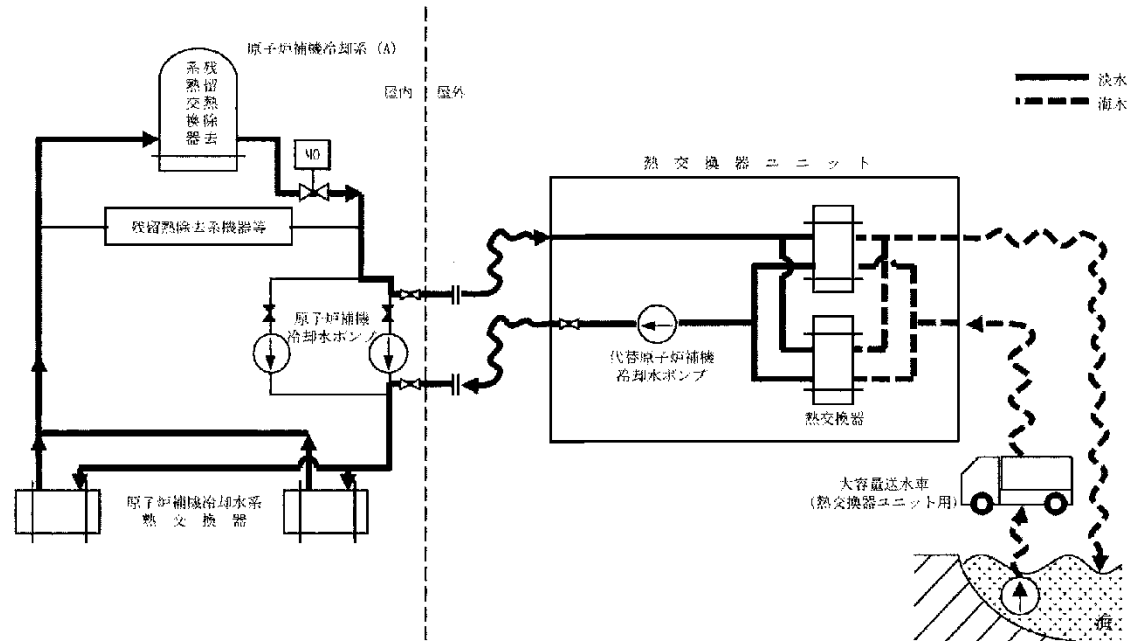 原子炉補機冷却系 (A)
残留熱除去
系熱交換器
屋内
屋外
淡水
海水
MO
熱交換器ユニット
残留熱除去系機器等
原子炉補機
冷却水ポンプ
代替原子炉補機
冷却水ポンプ
熱交換器
大容量送水車
(熱交換器ユニット用)
原子炉補機冷却水系
熱交換器
海